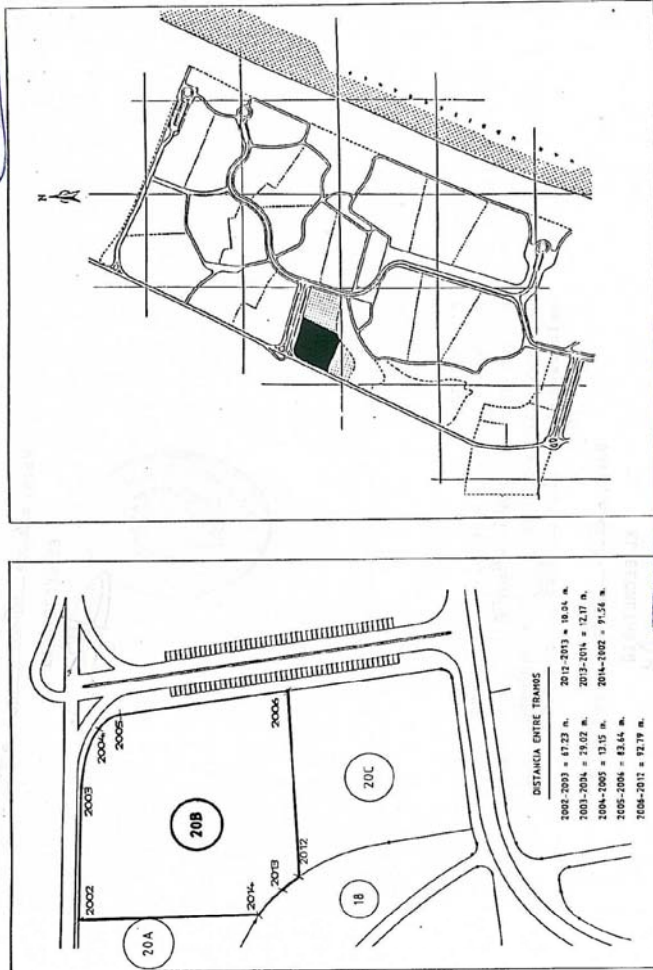 N
2002
2003
2004
2005
2006
2012
2013
2014
20A
20B
20C
18
DISTANCIA ENTRE TRAMOS
2002-2003 = 67.23 m. 2012-2013 = 10.04 m.
2003-2004 = 29.02 m. 2013-2014 = 12.17 m.
2004-2005 = 13.15 m. 2014-2002 = 91.56 m.
2005-2006 = 83.64 m.
2006-2012 = 92.79 m.